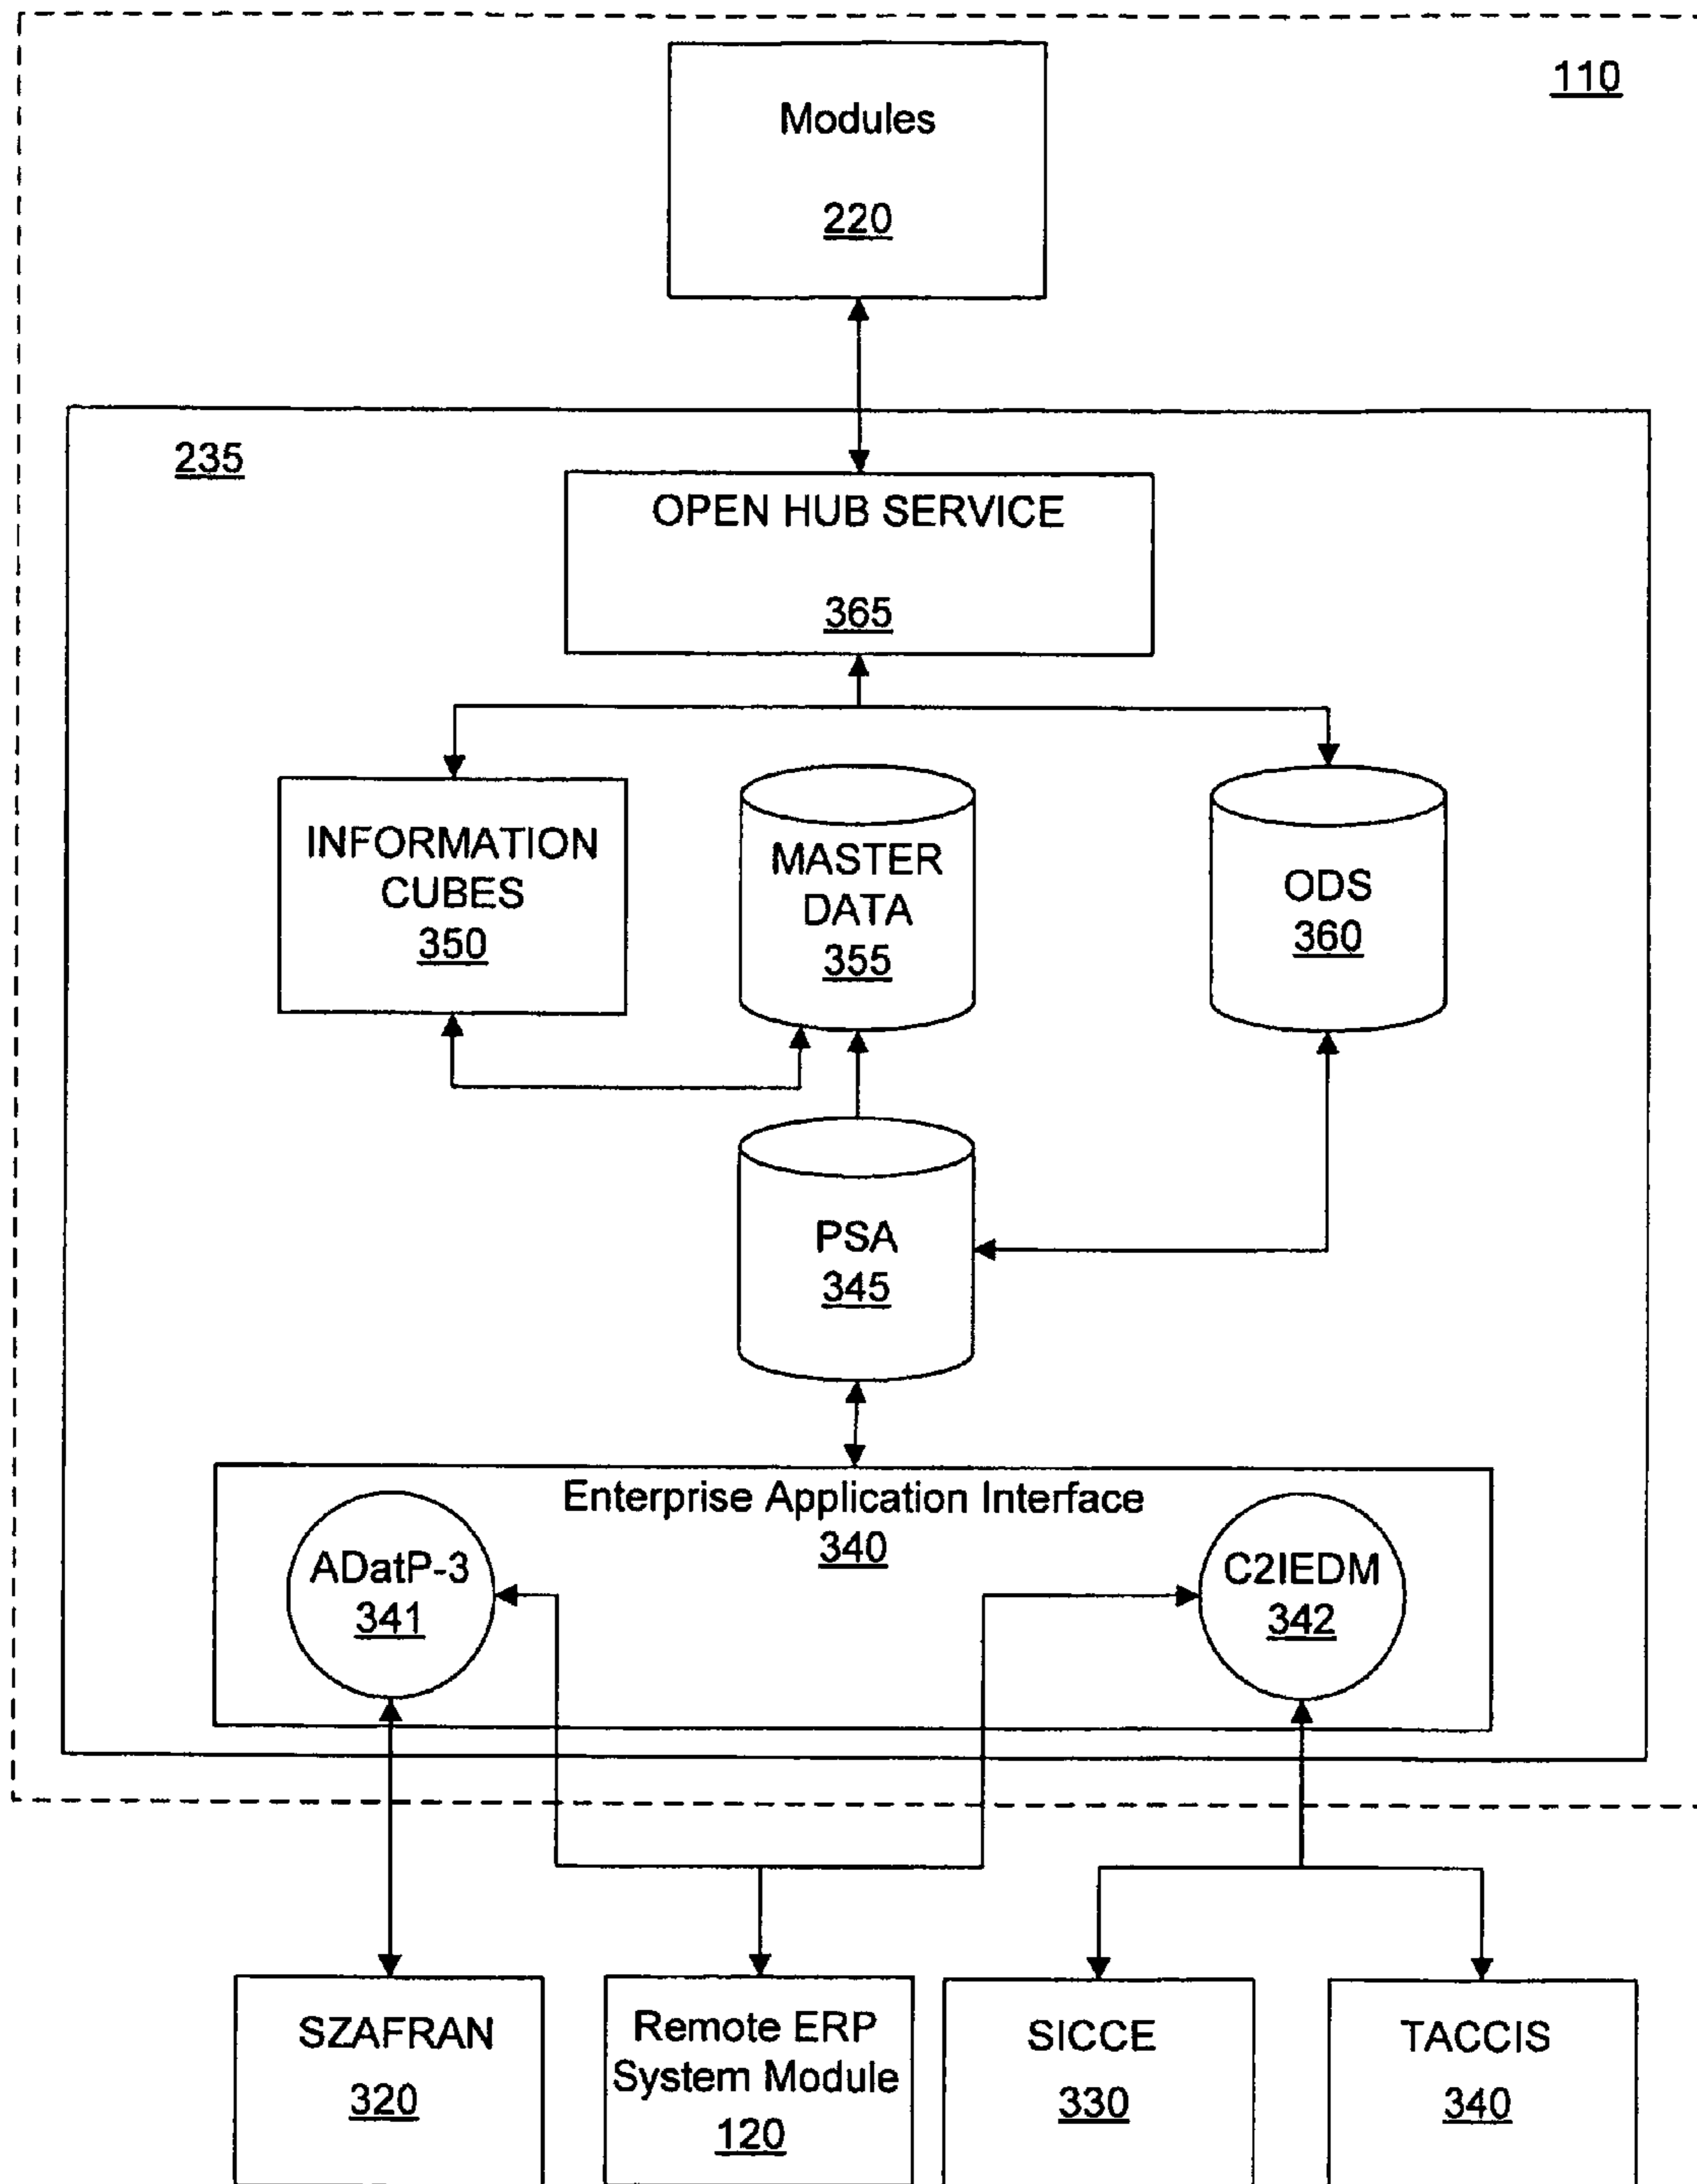 110
Modules
220
235
OPEN HUB SERVICE
365
INFORMATION
CUBES
350
MASTER
DATA
355
ODS
360
PSA
345
Enterprise Application Interface
340
ADatP-3
341
C2IEDM
342
SZAFRAN
320
Remote ERP
System Module
120
SICCE
330
TACCIS
340